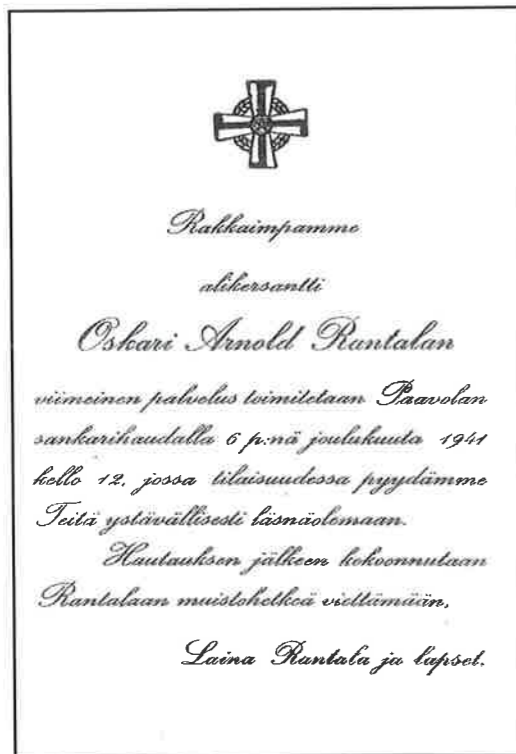 Rakkaimpamme
alikersantti
Oskari Arnold Rantalan
viimeinen palvelus toimitetaan Paavolan
sankarihaudalla 6 p:nä joulukuuta 1941
kello 12, jossa tilaisuudessa pyydämme
Teitä ystävällisesti läsnäolemaan.
Hautauksen jälkeen kokoonnutaan
Rantalaan muistohetkeä viettämään,
Laina Rantala ja lapset.